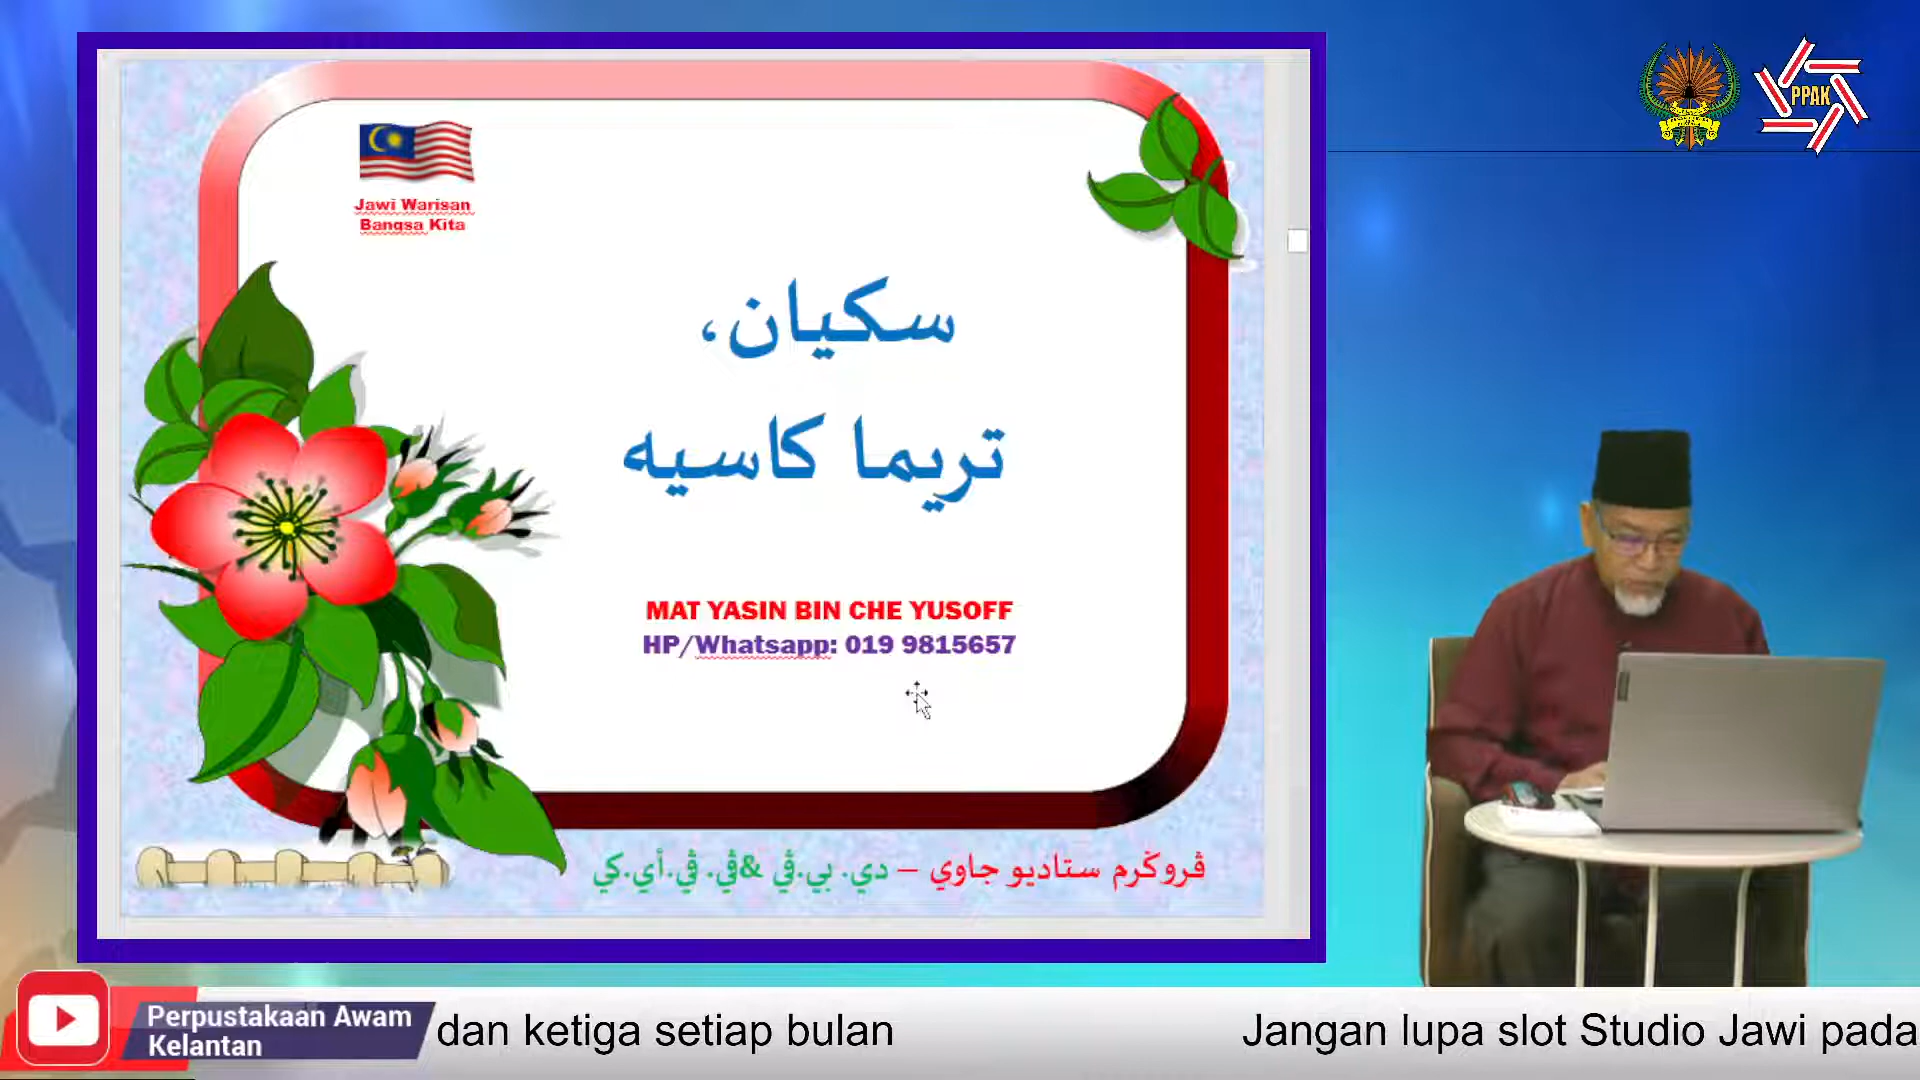 Jawi Warisan
Bangsa Kita
سكيان،
تريما كاسيه
MAT YASIN BIN CHE YUSOFF
HP/Whatsapp: 019 9815657
ڤروݢرم ستاديو جاوي – دي. بي.ڤي &ڤي. ڤي.أي.كي
PPAK
Perpustakaan Awam
Kelantan
dan ketiga setiap bulan
Jangan lupa slot Studio Jawi pada